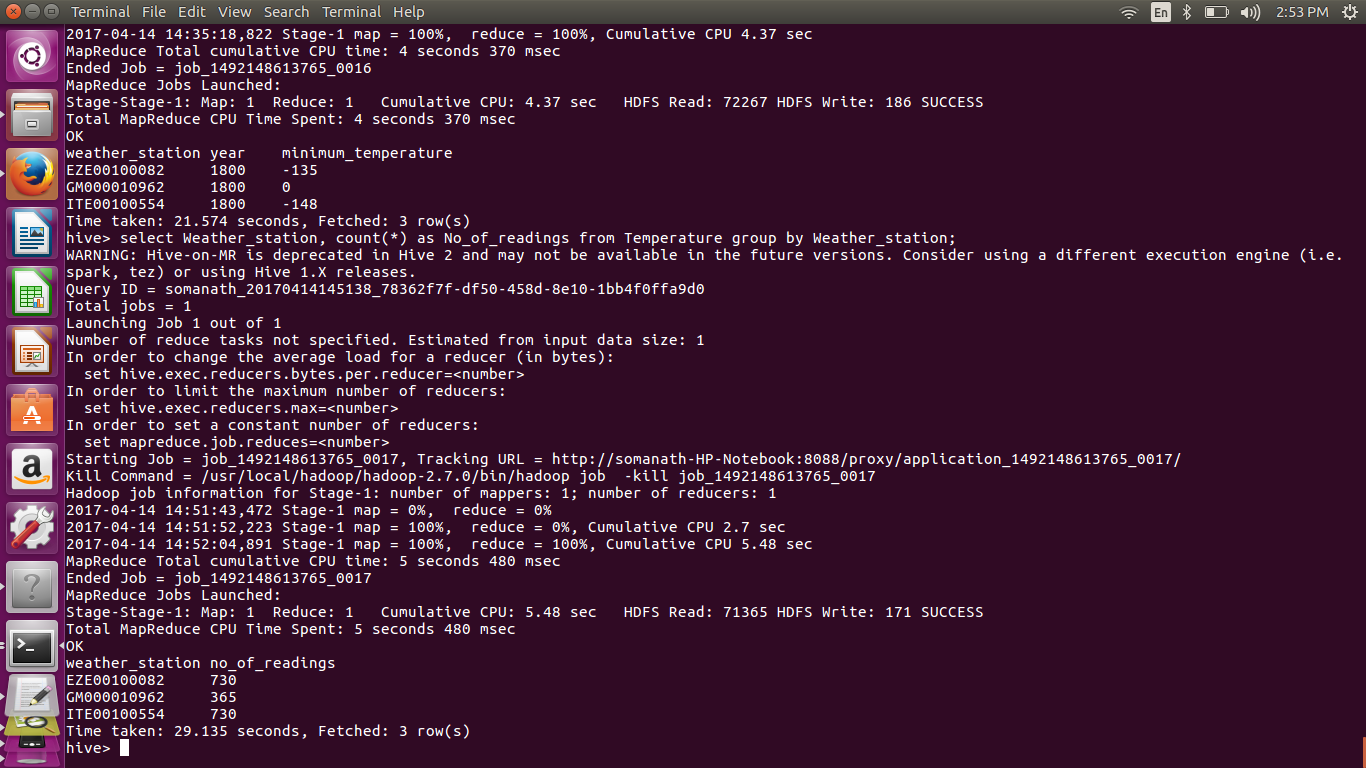 Terminal File Edit View Search Terminal Help En 2:53 PM
2017-04-14 14:35:18,822 Stage-1 map = 100%,  reduce = 100%, Cumulative CPU 4.37 sec
MapReduce Total cumulative CPU time: 4 seconds 370 msec
Ended Job = job_1492148613765_0016
MapReduce Jobs Launched:
Stage-Stage-1: Map: 1  Reduce: 1   Cumulative CPU: 4.37 sec   HDFS Read: 72267 HDFS Write: 186 SUCCESS
Total MapReduce CPU Time Spent: 4 seconds 370 msec
OK
weather_station year    minimum_temperature
EZE00100082     1800    -135
GM000010962     1800    0
ITE00100554     1800    -148
Time taken: 21.574 seconds, Fetched: 3 row(s)
hive> select Weather_station, count(*) as No_of_readings from Temperature group by Weather_station;
WARNING: Hive-on-MR is deprecated in Hive 2 and may not be available in the future versions. Consider using a different execution engine (i.e.
spark, tez) or using Hive 1.X releases.
Query ID = somanath_20170414145138_78362f7f-df50-458d-8e10-1bb4f0ffa9d0
Total jobs = 1
Launching Job 1 out of 1
Number of reduce tasks not specified. Estimated from input data size: 1
In order to change the average load for a reducer (in bytes):
  set hive.exec.reducers.bytes.per.reducer=<number>
In order to limit the maximum number of reducers:
  set hive.exec.reducers.max=<number>
In order to set a constant number of reducers:
  set mapreduce.job.reduces=<number>
Starting Job = job_1492148613765_0017, Tracking URL = http://somanath-HP-Notebook:8088/proxy/application_1492148613765_0017/
Kill Command = /usr/local/hadoop/hadoop-2.7.0/bin/hadoop job  -kill job_1492148613765_0017
Hadoop job information for Stage-1: number of mappers: 1; number of reducers: 1
2017-04-14 14:51:43,472 Stage-1 map = 0%,  reduce = 0%
2017-04-14 14:51:52,223 Stage-1 map = 100%,  reduce = 0%, Cumulative CPU 2.7 sec
2017-04-14 14:52:04,891 Stage-1 map = 100%,  reduce = 100%, Cumulative CPU 5.48 sec
MapReduce Total cumulative CPU time: 5 seconds 480 msec
Ended Job = job_1492148613765_0017
MapReduce Jobs Launched:
Stage-Stage-1: Map: 1  Reduce: 1   Cumulative CPU: 5.48 sec   HDFS Read: 71365 HDFS Write: 171 SUCCESS
Total MapReduce CPU Time Spent: 5 seconds 480 msec
OK
weather_station no_of_readings
EZE00100082     730
GM000010962     365
ITE00100554     730
Time taken: 29.135 seconds, Fetched: 3 row(s)
hive>